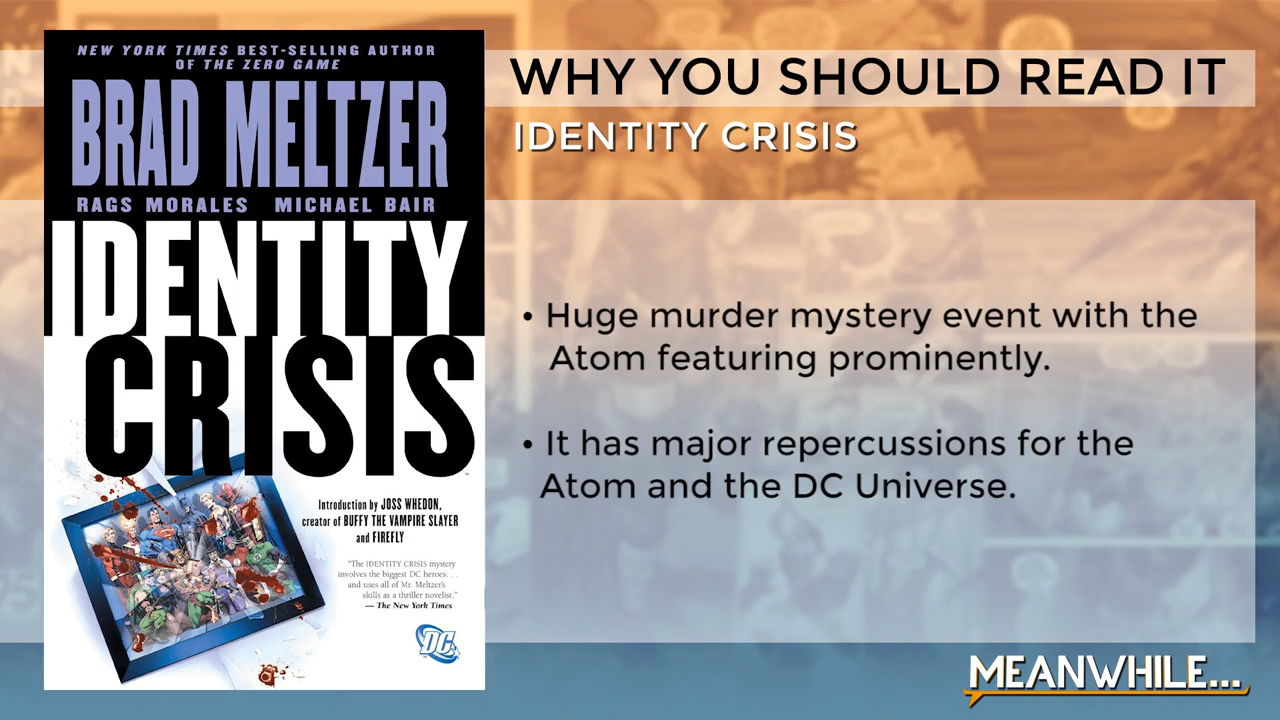 NEW YORK TIMES BEST-SELLING AUTHOR
OF THE ZERO GAME
BRAD MELTZER
RAGS MORALES MICHAEL BAIR
IDENTITY
CRISIS
Introduction by JOSS WHEDON,
creator of BUFFY THE VAMPIRE SLAYER
and FIREFLY
"The IDENTITY CRISIS mystery
involves the biggest DC heroes. . .
and uses all of Mr. Meltzer's
skills as a thriller novelist."
— The New York Times
DC
WHY YOU SHOULD READ IT
IDENTITY CRISIS
• Huge murder mystery event with the
Atom featuring prominently.
• It has major repercussions for the
Atom and the DC Universe.
MEANWHILE...